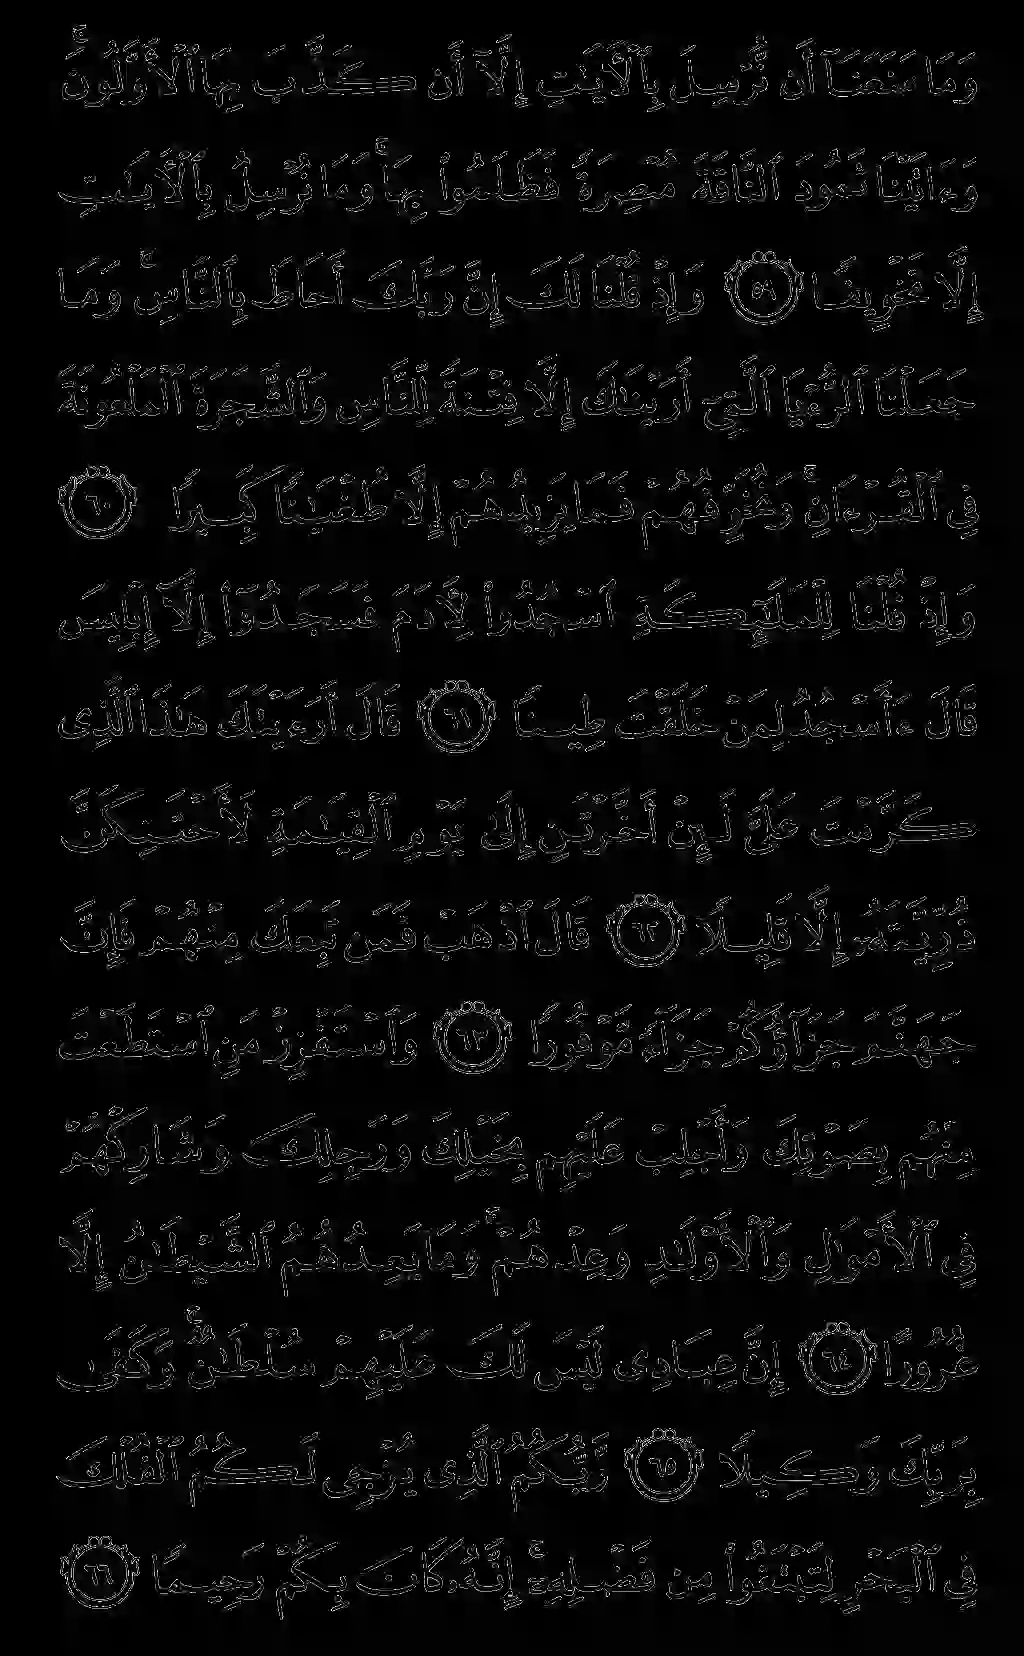 وَمَا مَنَعَنَآ أَن نُّرْسِلَ بِٱلْـَٔايَـٰتِ إِلَّآ أَن كَذَّبَ بِهَا ٱلْأَوَّلُونَ ۚ
وَءَاتَيْنَا ثَمُودَ ٱلنَّاقَةَ مُبْصِرَةً فَظَلَمُوا۟ بِهَا ۚ وَمَا نُرْسِلُ بِٱلْـَٔايَـٰتِ
إِلَّا تَخْوِيفًا ٥٩ وَإِذْ قُلْنَا لَكَ إِنَّ رَبَّكَ أَحَاطَ بِٱلنَّاسِ ۚ وَمَا
جَعَلْنَا ٱلرُّءْيَا ٱلَّتِىٓ أَرَيْنَـٰكَ إِلَّا فِتْنَةً لِّلنَّاسِ وَٱلشَّجَرَةَ ٱلْمَلْعُونَةَ
فِى ٱلْقُرْءَانِ ۚ وَنُخَوِّفُهُمْ فَمَا يَزِيدُهُمْ إِلَّا طُغْيَـٰنًا كَبِيرًا ٦٠
وَإِذْ قُلْنَا لِلْمَلَـٰٓئِكَةِ ٱسْجُدُوا۟ لِـَٔادَمَ فَسَجَدُوٓا۟ إِلَّآ إِبْلِيسَ
قَالَ ءَأَسْجُدُ لِمَنْ خَلَقْتَ طِينًا ٦١ قَالَ أَرَءَيْتَكَ هَـٰذَا ٱلَّذِى
كَرَّمْتَ عَلَىَّ لَئِنْ أَخَّرْتَنِ إِلَىٰ يَوْمِ ٱلْقِيَـٰمَةِ لَأَحْتَنِكَنَّ
ذُرِّيَّتَهُۥٓ إِلَّا قَلِيلًا ٦٢ قَالَ ٱذْهَبْ فَمَن تَبِعَكَ مِنْهُمْ فَإِنَّ
جَهَنَّمَ جَزَآؤُكُمْ جَزَآءً مَّوْفُورًا ٦٣ وَٱسْتَفْزِزْ مَنِ ٱسْتَطَعْتَ
مِنْهُم بِصَوْتِكَ وَأَجْلِبْ عَلَيْهِم بِخَيْلِكَ وَرَجِلِكَ وَشَارِكْهُمْ
فِى ٱلْأَمْوَٰلِ وَٱلْأَوْلَـٰدِ وَعِدْهُمْ ۚ وَمَا يَعِدُهُمُ ٱلشَّيْطَـٰنُ إِلَّا
غُرُورًا ٦٤ إِنَّ عِبَادِى لَيْسَ لَكَ عَلَيْهِمْ سُلْطَـٰنٌ ۚ وَكَفَىٰ
بِرَبِّكَ وَكِيلًا ٦٥ رَّبُّكُمُ ٱلَّذِى يُزْجِى لَكُمُ ٱلْفُلْكَ
فِى ٱلْبَحْرِ لِتَبْتَغُوا۟ مِن فَضْلِهِۦٓ ۚ إِنَّهُۥ كَانَ بِكُمْ رَحِيمًا ٦٦